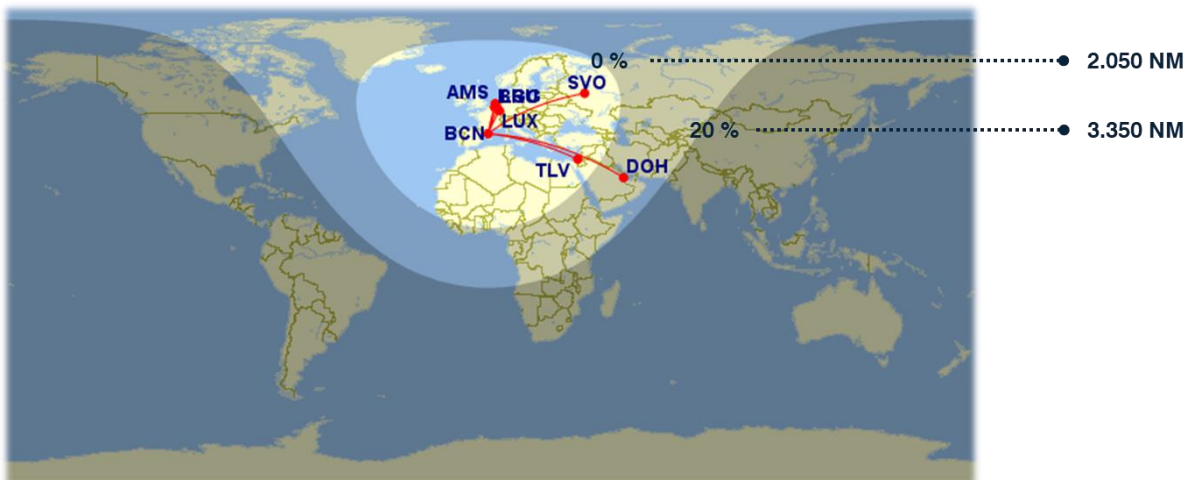 0 %
2.050 NM
SVO
AMS
LUX
20 %
3.350 NM
BCN
TLV
DOH